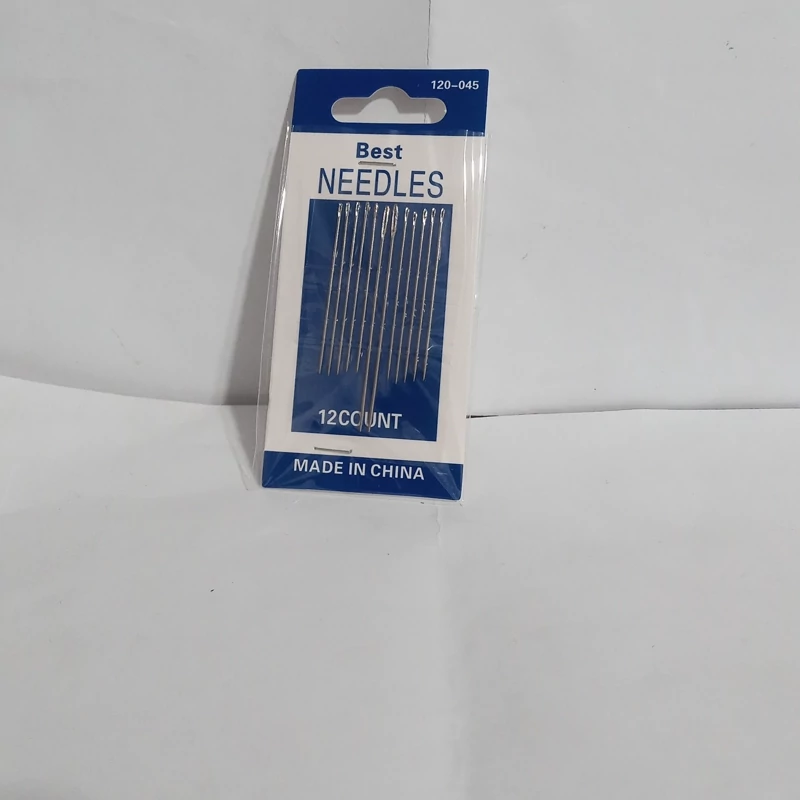 120-045
Best
NEEDLES
12COUNT
MADE IN CHINA